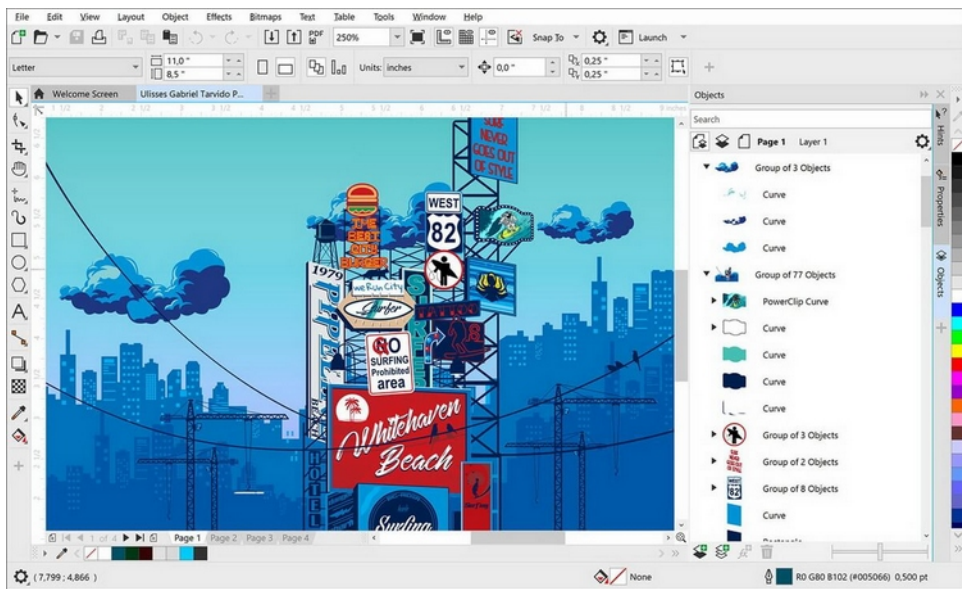 File Edit View Layout Object Effects Bitmaps Text Table Tools Window Help
PDF 250% Snap To Launch
Letter 11,0 " 8,5 " Units: inches 0,0 " 0,25 " 0,25 "
Welcome Screen Ulisses Gabriel Tarvido P...
Objects
Search
Page 1 Layer 1
Hints
Properties
Objects
Group of 3 Objects
Curve
Curve
Curve
Group of 77 Objects
PowerClip Curve
Curve
Curve
Curve
Curve
Group of 3 Objects
Group of 2 Objects
Group of 8 Objects
Curve
Rectangle
SURF
NEVER
GOES OUT
OF STYLE
WEST
82
THE
BEST
CITY
BURGER
1979
We Run City
Surfer
NO
SURFING
Prohibited
area
Whitehaven
Beach
HOTEL
Surfing
1 of 4 Page 1 Page 2 Page 3 Page 4
( 7,799 ; 4,866 ) None R0 G80 B102 (#005066) 0,500 pt